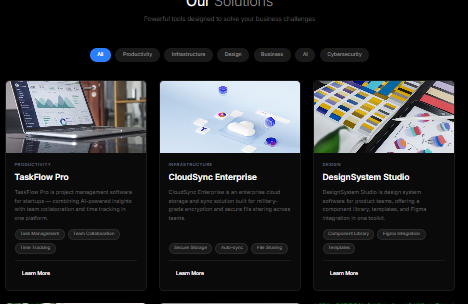 Our Solutions
Powerful tools designed to solve your business challenges
All
Productivity
Infrastructure
Design
Business
AI
Cybersecurity
PRODUCTIVITY
TaskFlow Pro
TaskFlow Pro is project management software
for startups — combining AI-powered insights
with team collaboration and time tracking in
one platform.
Task Management
Team Collaboration
Time Tracking
Learn More
INFRASTRUCTURE
CloudSync Enterprise
CloudSync Enterprise is an enterprise cloud
storage and sync solution built for military-
grade encryption and secure file sharing across
teams.
Secure Storage
Auto-sync
File Sharing
Learn More
DESIGN
DesignSystem Studio
DesignSystem Studio is design system
software for product teams, offering a
component library, templates, and Figma
integration in one toolkit.
Component Library
Figma Integration
Templates
Learn More